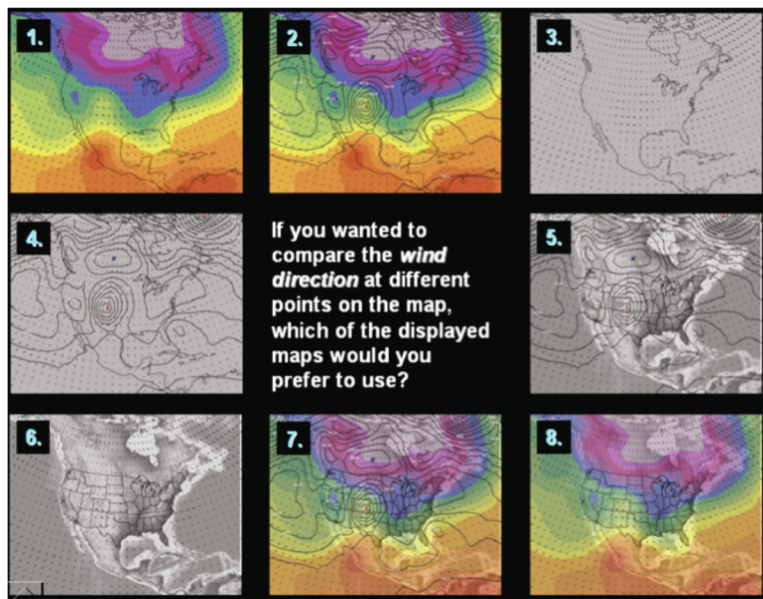 1.
2.
3.
4.
If you wanted to
compare the wind
direction at different
points on the map,
which of the displayed
maps would you
prefer to use?
5.
6.
7.
8.